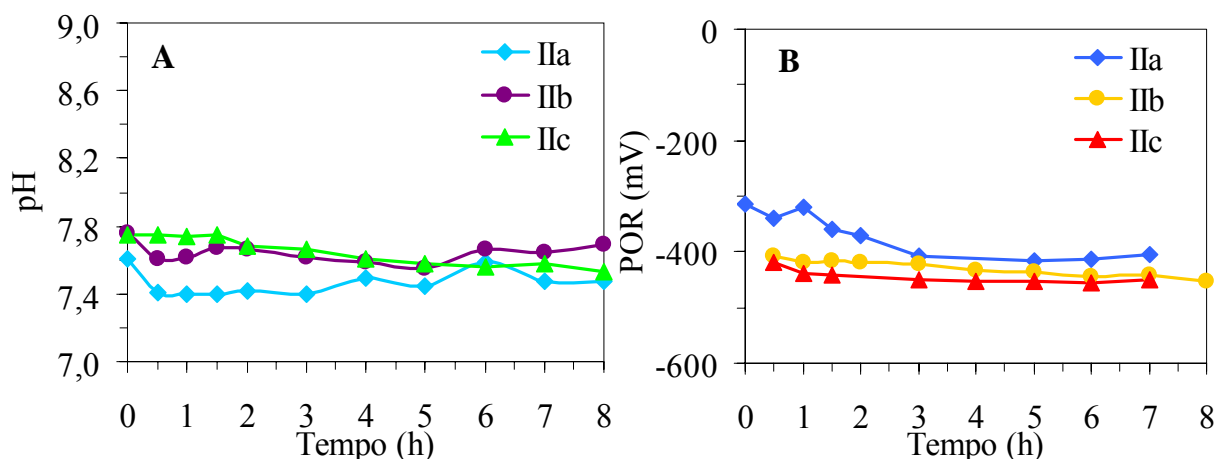 A
pH
9,0
8,6
8,2
7,8
7,4
7,0
IIa
IIb
IIc
0 1 2 3 4 5 6 7 8
Tempo (h)
B
POR (mV)
0
-200
-400
-600
IIa
IIb
IIc
0 1 2 3 4 5 6 7 8
Tempo (h)